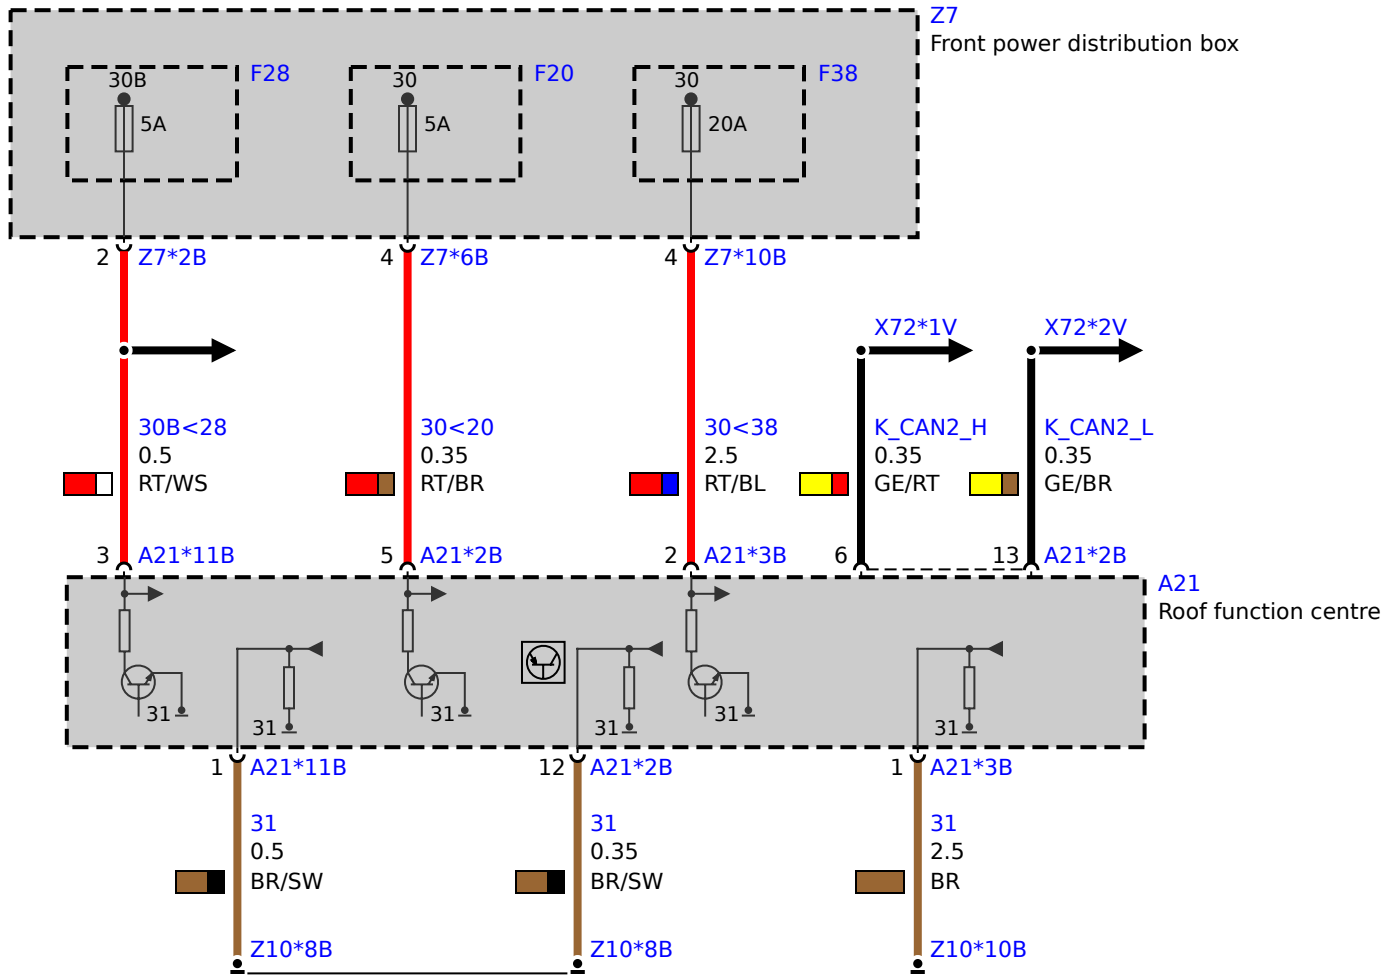 Z7
Front power distribution box
30B
F28
30
F20
30
F38
5A
5A
20A
2
Z7*2B
4
Z7*6B
4
Z7*10B
X72*1V
X72*2V
30B<28
0.5
RT/WS
30<20
0.35
RT/BR
30<38
2.5
RT/BL
K_CAN2_H
0.35
GE/RT
K_CAN2_L
0.35
GE/BR
3
A21*11B
5
A21*2B
2
A21*3B
6
13
A21*2B
A21
Roof function centre
31
31
31
31
31
31
1
A21*11B
12
A21*2B
1
A21*3B
31
0.5
BR/SW
31
0.35
BR/SW
31
2.5
BR
Z10*8B
Z10*8B
Z10*10B